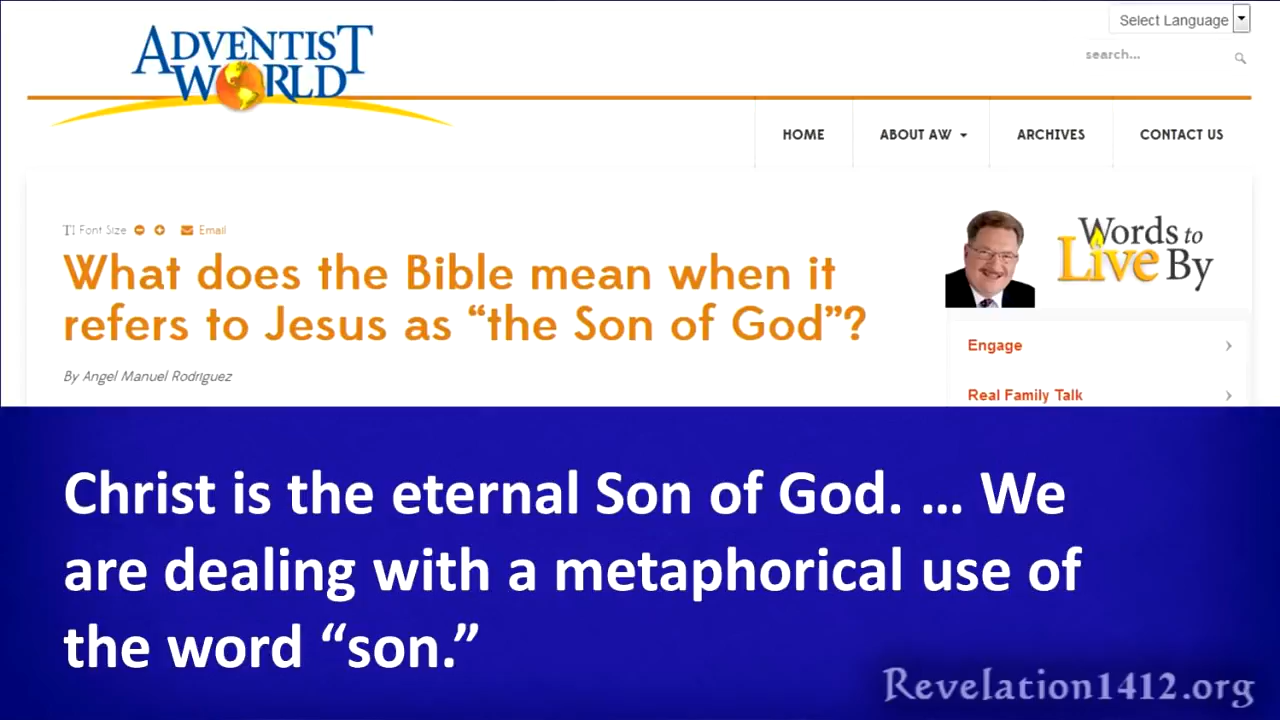 Select Language
ADVENTIST
WORLD
search...
HOME
ABOUT AW
ARCHIVES
CONTACT US
TI Font Size
Email
What does the Bible mean when it
refers to Jesus as “the Son of God”?
By Angel Manuel Rodriguez
Words to
Live By
Engage
Real Family Talk
Christ is the eternal Son of God. … We
are dealing with a metaphorical use of
the word “son.”
Revelation1412.org